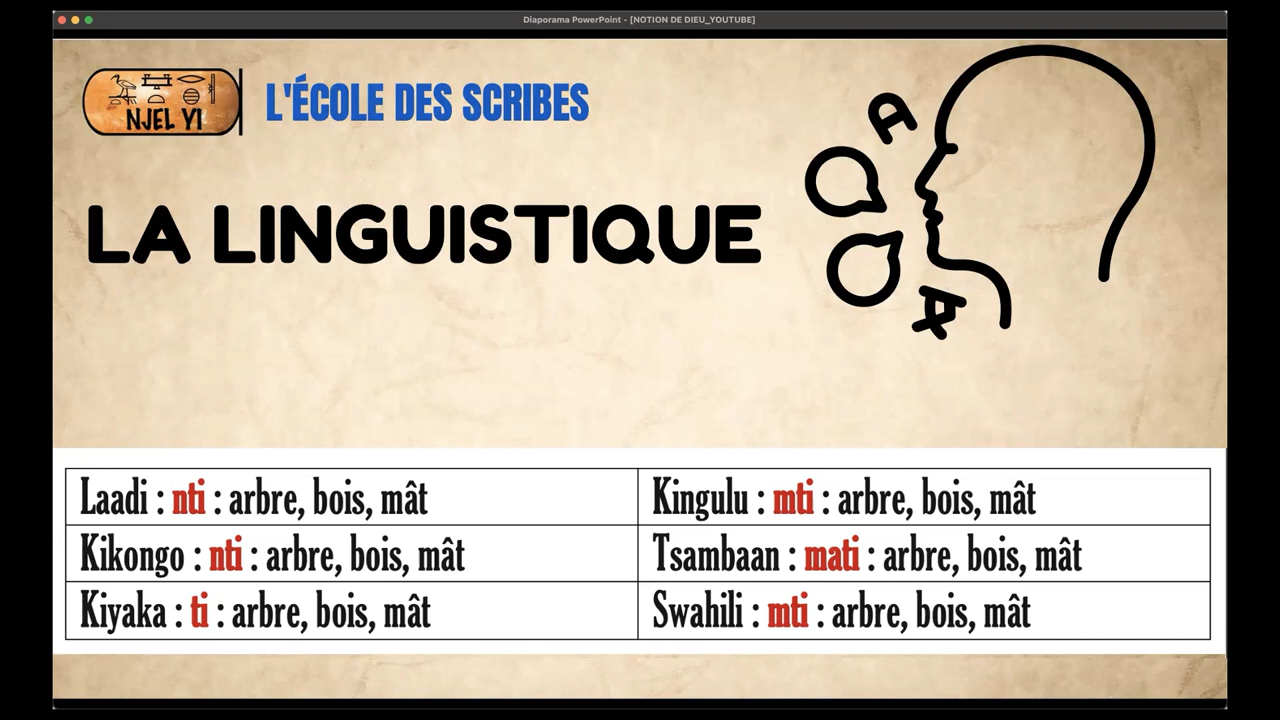 Diaporama PowerPoint - [NOTION DE DIEU_YOUTUBE]
NJEL YI
L'ÉCOLE DES SCRIBES
LA LINGUISTIQUE
Laadi : nti : arbre, bois, mât
Kingulu : mti : arbre, bois, mât
Kikongo : nti : arbre, bois, mât
Tsambaan : mati : arbre, bois, mât
Kiyaka : ti : arbre, bois, mât
Swahili : mti : arbre, bois, mât